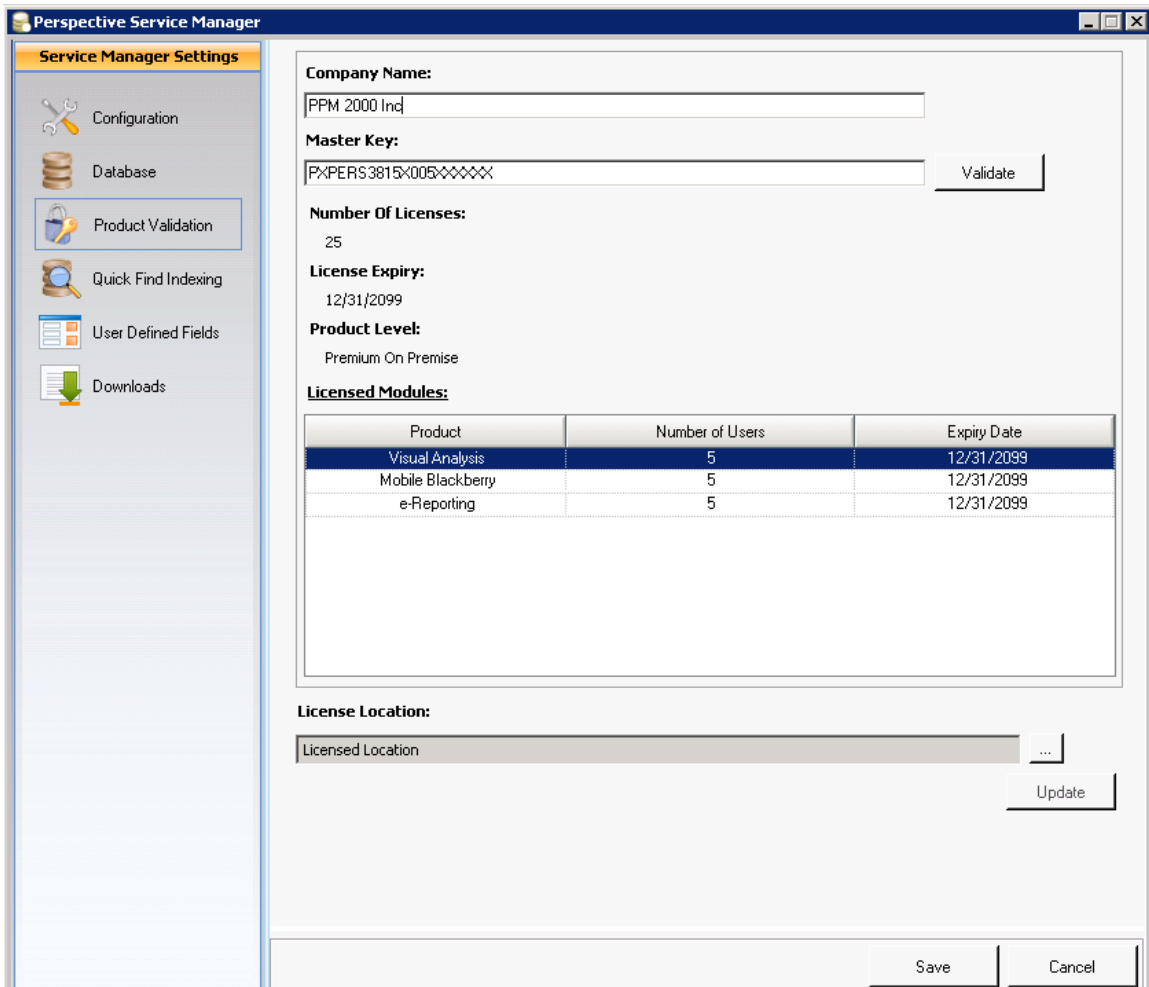 Perspective Service Manager
Service Manager Settings
Configuration
Database
Product Validation
Quick Find Indexing
User Defined Fields
Downloads
Company Name:
PPM 2000 Inc
Master Key:
PXPERS3815X005XXXXXX
Validate
Number Of Licenses:
25
License Expiry:
12/31/2099
Product Level:
Premium On Premise
Licensed Modules:
Product Number of Users Expiry Date
Visual Analysis 5 12/31/2099
Mobile Blackberry 5 12/31/2099
e-Reporting 5 12/31/2099
License Location:
Licensed Location ...
Update
Save Cancel